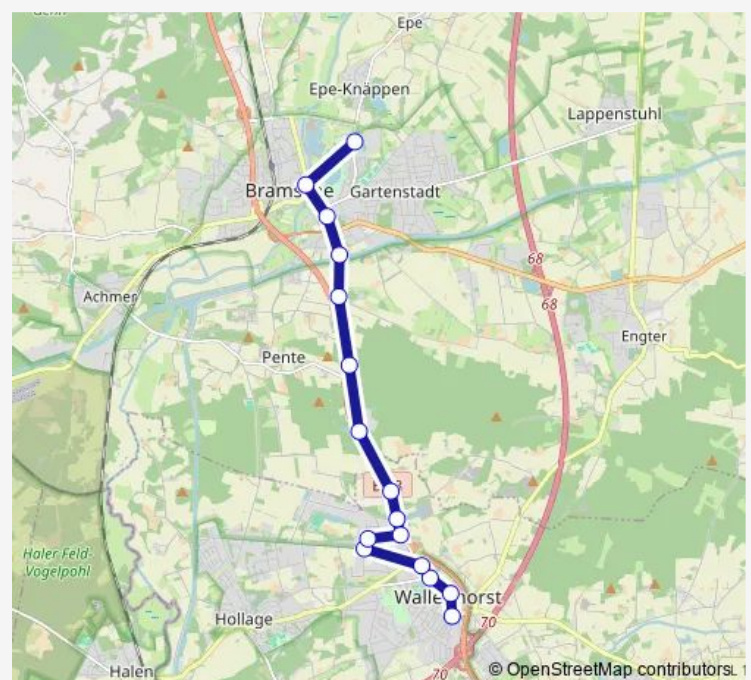 Epe
Epe-Knäppen
Lappenstuhl
Gartenstadt
68
68
Achmer
Engter
Pente
Haler Feld-
Vogelpohl
Hollage
70
Halen
70
© OpenStreetMap contributors